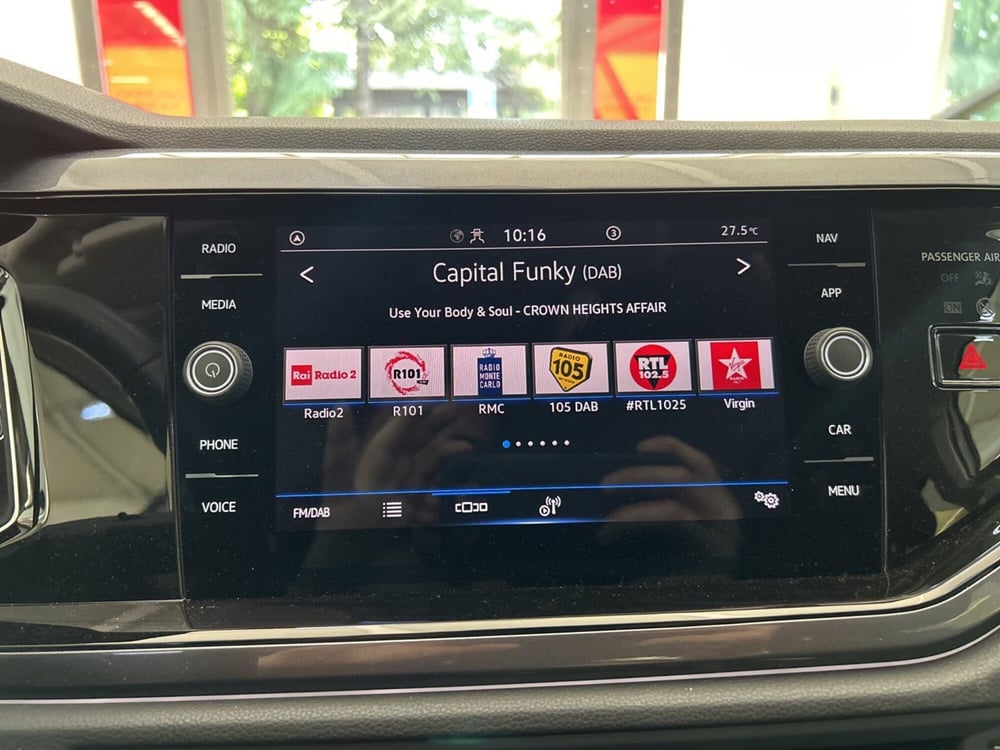 RADIO
MEDIA
PHONE
VOICE
10:16
3
27.5°C
< Capital Funky (DAB) >
Use Your Body & Soul - CROWN HEIGHTS AFFAIR
Rai Radio 2
R101
RADIO MONTE CARLO
RADIO 105
RTL 102.5
Radio2
R101
RMC
105 DAB
#RTL1025
Virgin
FM/DAB
NAV
APP
CAR
MENU
PASSENGER AIR
OFF
ON